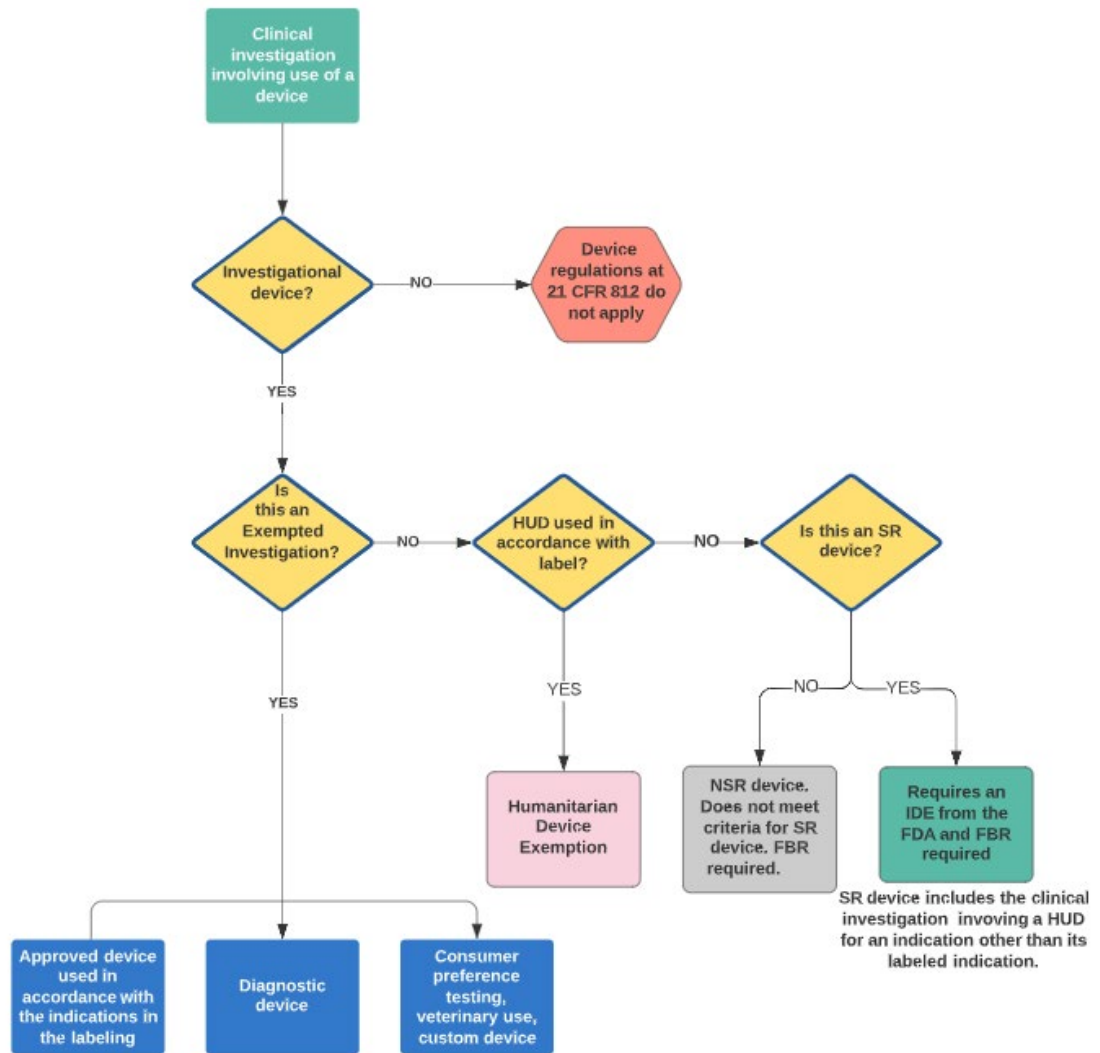 Clinical
investigation
involving use of a
device
Investigational
device?
NO
Device
regulations at
21 CFR 812 do
not apply
YES
Is
this an
Exempted
Investigation?
NO
HUD used in
accordance with
label?
NO
Is this an SR
device?
YES
YES
NO
YES
Humanitarian
Device
Exemption
NSR device.
Does not meet
criteria for SR
device. FBR
required.
Requires an
IDE from the
FDA and FBR
required
SR device includes the clinical
investigation invoving a HUD
for an indication other than its
labeled indication.
Approved device
used in
accordance with
the indications in
the labeling
Diagnostic
device
Consumer
preference
testing,
veterinary use,
custom device